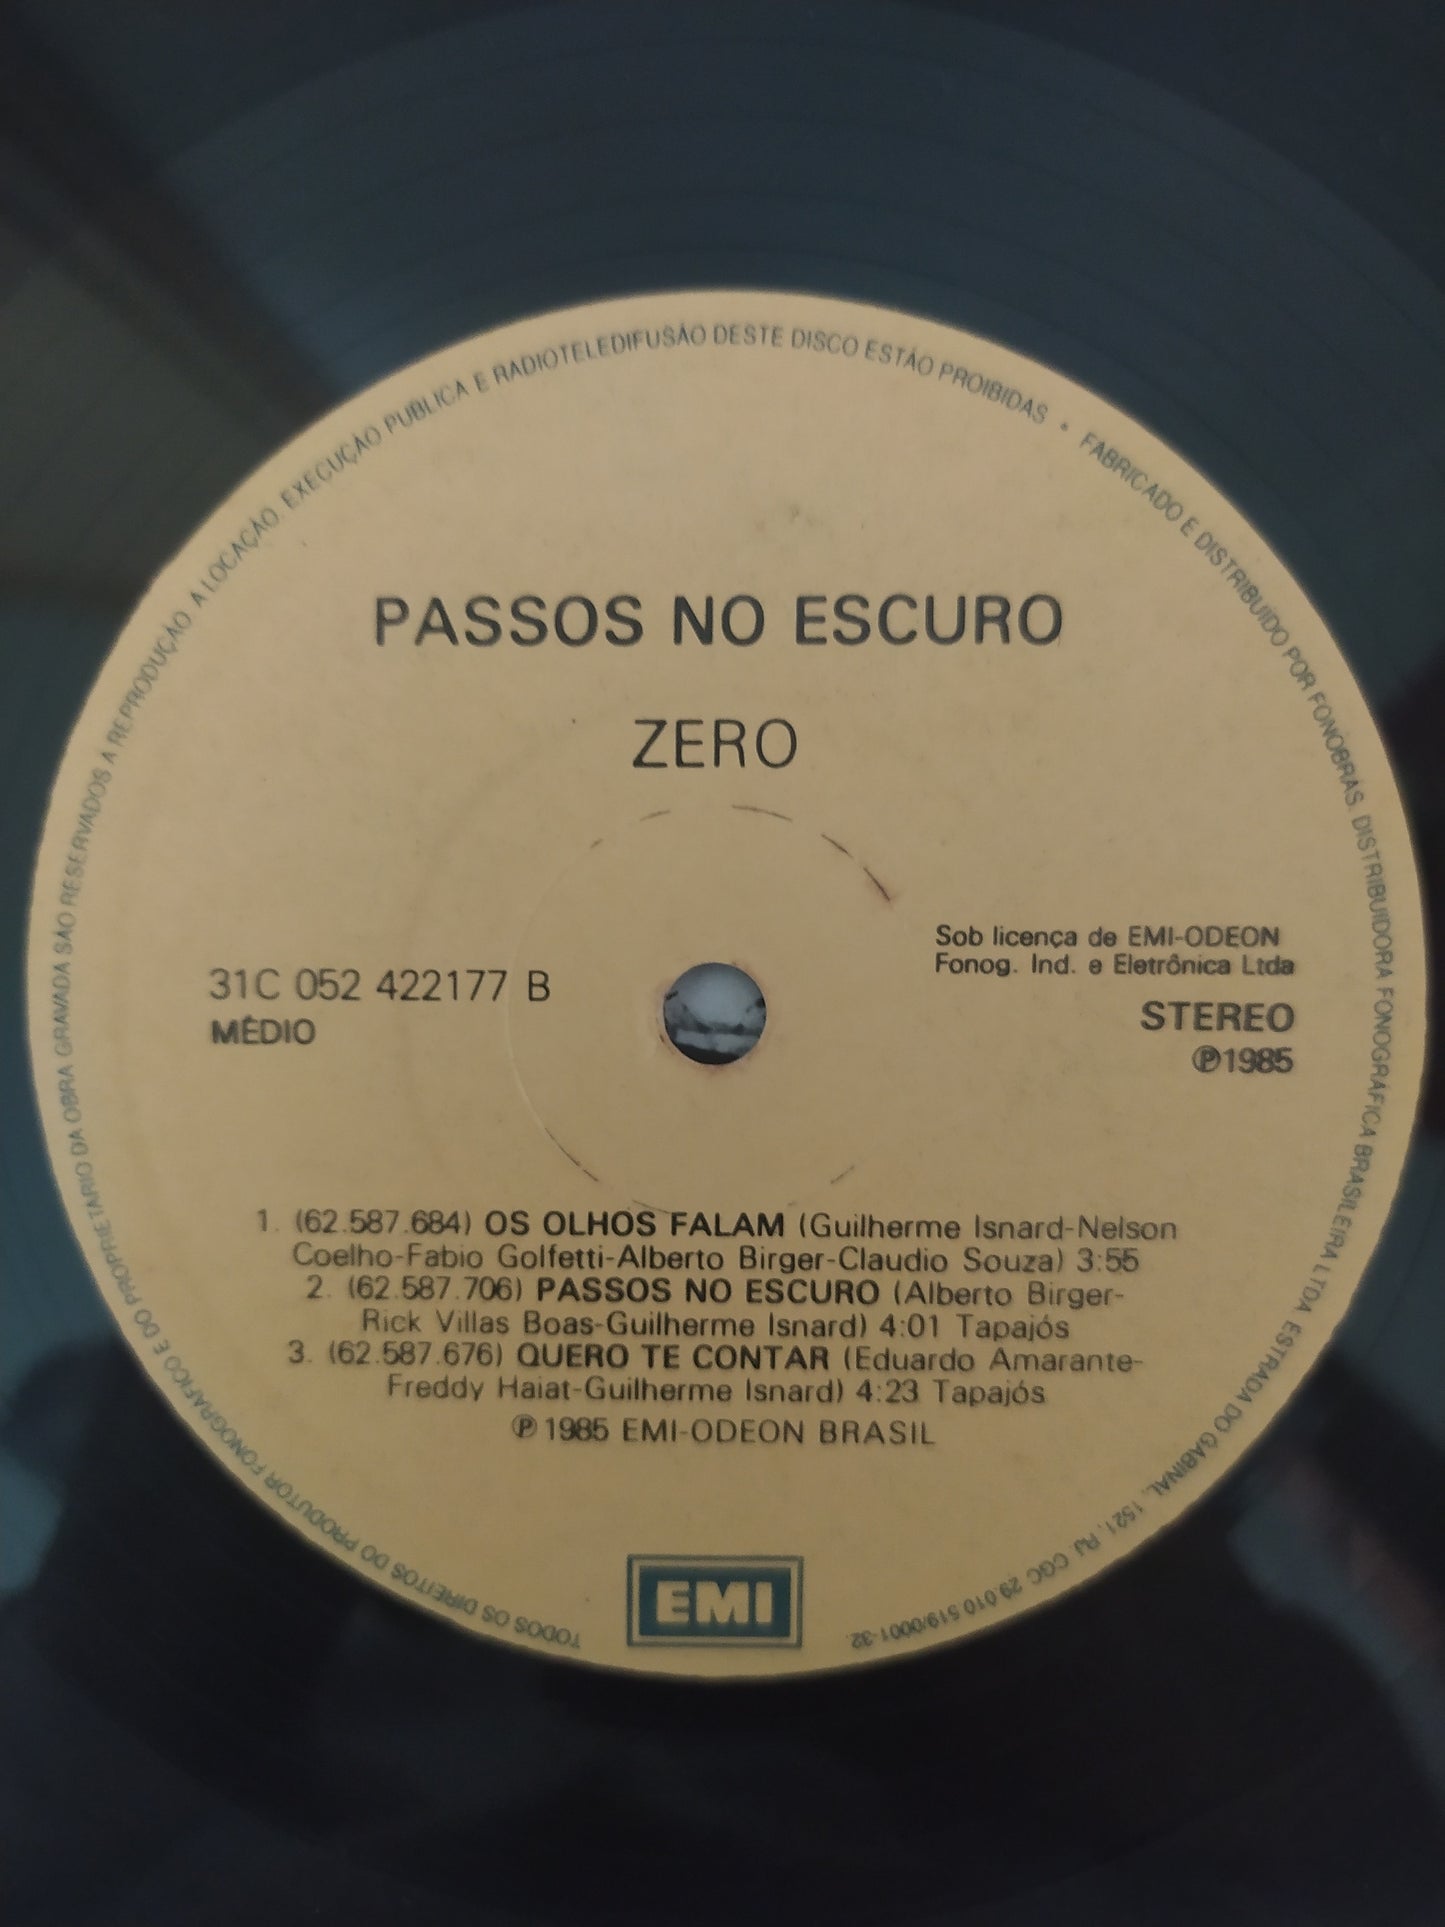 TODOS OS DIREITOS DO PRODUTOR FONOGRÁFICO E DO PROPRIETÁRIO DA OBRA GRAVADA SÃO RESERVADOS A REPRODUÇÃO. A LOCAÇÃO. EXECUÇÃO PÚBLICA E RADIOTELEDIFUSÃO DESTE DISCO ESTÃO PROIBIDAS • FABRICADO E DISTRIBUÍDO POR FONOBRÁS. DISTRIBUIDORA FONOGRÁFICA BRASILEIRA LTDA. ESTRADA DO GABINAL, 1521, RJ. CGC 29.010.519/0001-32.
PASSOS NO ESCURO
ZERO
Sob licença de EMI-ODEON
Fonog. Ind. e Eletrônica Ltda
31C 052 422177 B
STEREO
MÉDIO
℗1985
1. (62.587.684) OS OLHOS FALAM (Guilherme Isnard-Nelson
Coelho-Fabio Golfetti-Alberto Birger-Claudio Souza) 3:55
2. (62.587.706) PASSOS NO ESCURO (Alberto Birger-
Rick Villas Boas-Guilherme Isnard) 4:01 Tapajós
3. (62.587.676) QUERO TE CONTAR (Eduardo Amarante-
Freddy Haiat-Guilherme Isnard) 4:23 Tapajós
℗ 1985 EMI-ODEON BRASIL
EMI